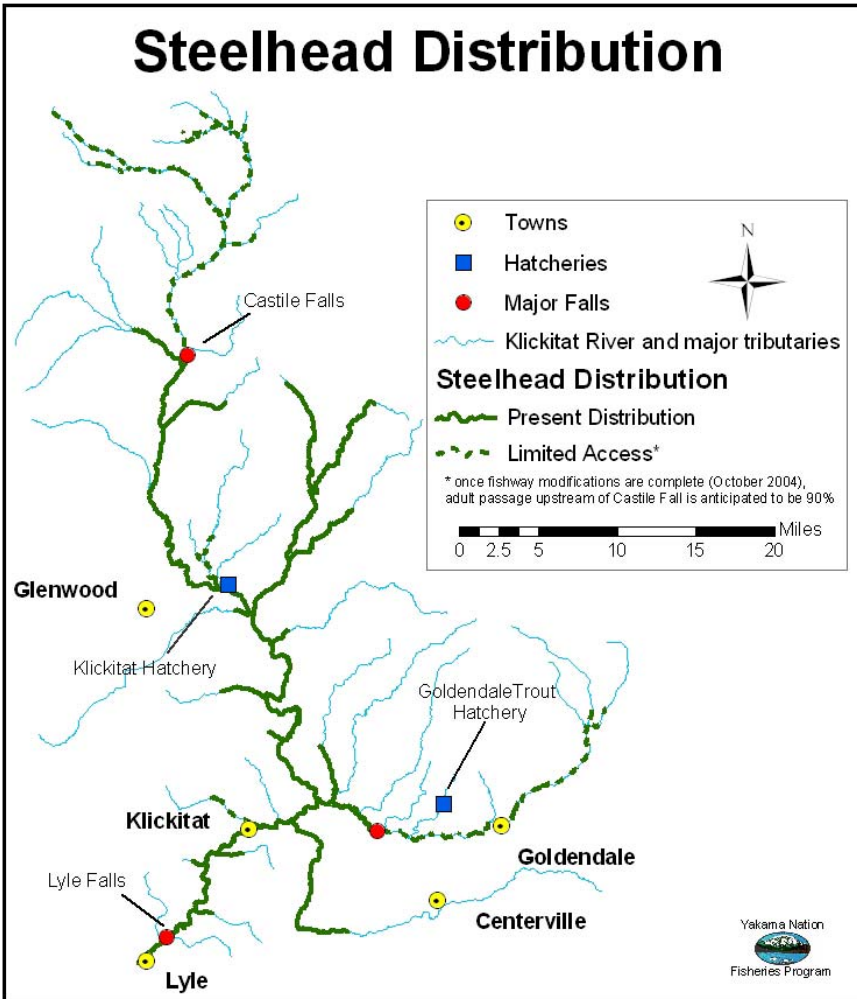 Steelhead Distribution
Towns
Hatcheries
Major Falls
N
Klickitat River and major tributaries
Steelhead Distribution
Present Distribution
Limited Access*
* once fishway modifications are complete (October 2004),
adult passage upstream of Castile Fall is anticipated to be 90%
Miles
0 2.5 5 10 15 20
Castile Falls
Glenwood
Klickitat Hatchery
GoldendaleTrout
Hatchery
Klickitat
Goldendale
Lyle Falls
Centerville
Lyle
Yakama Nation
Fisheries Program